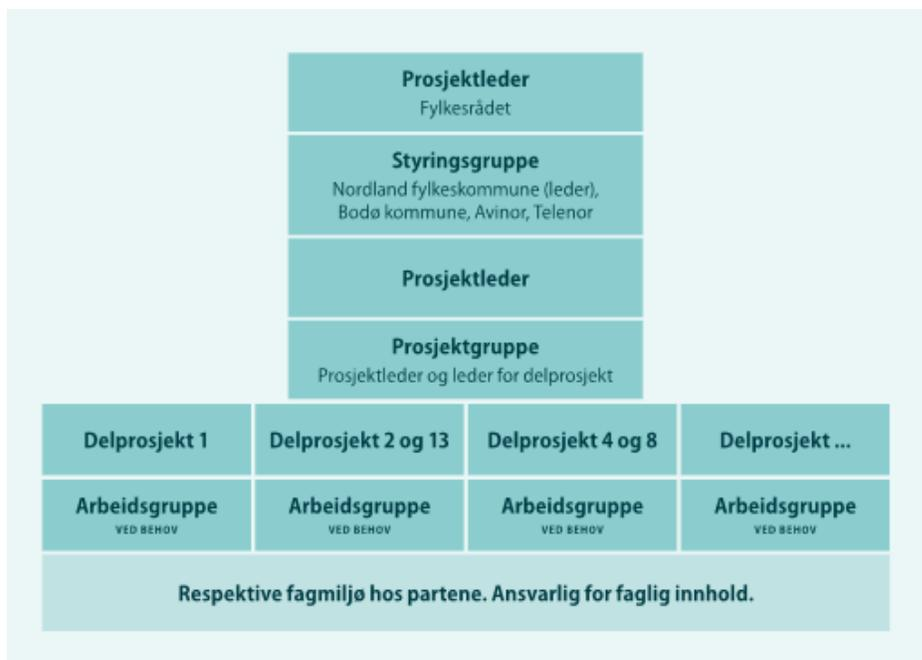 Prosjektleder
Fylkesrådet
Styringsgruppe
Nordland fylkeskommune (leder),
Bodø kommune, Avinor, Telenor
Prosjektleder
Prosjektgruppe
Prosjektleder og leder for delprosjekt
Delprosjekt 1
Delprosjekt 2 og 13
Delprosjekt 4 og 8
Delprosjekt ...
Arbeidsgruppe
VED BEHOV
Arbeidsgruppe
VED BEHOV
Arbeidsgruppe
VED BEHOV
Arbeidsgruppe
VED BEHOV
Respektive fagmiljø hos partene. Ansvarlig for faglig innhold.